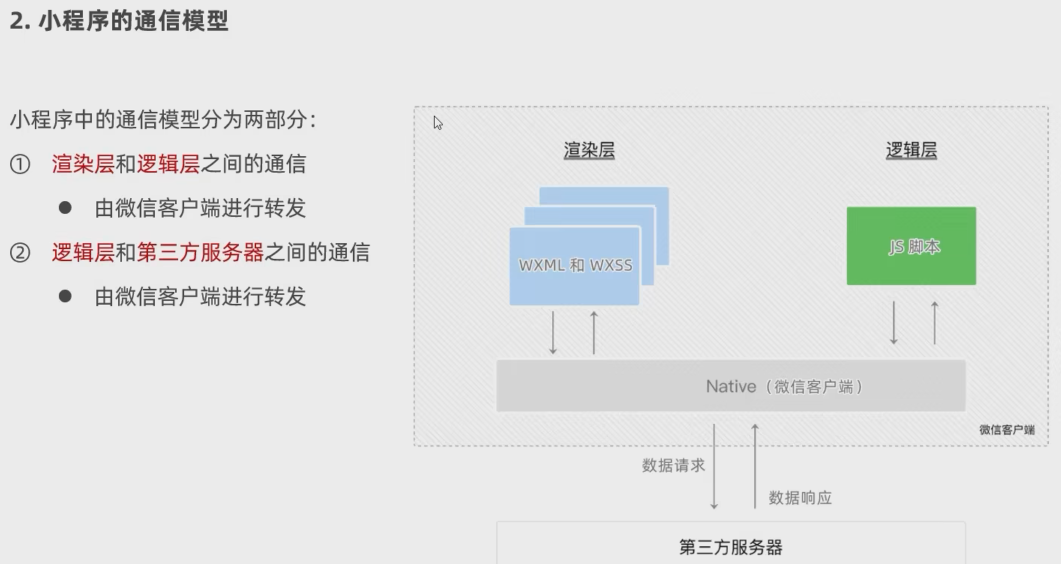 2. 小程序的通信模型
小程序中的通信模型分为两部分：
① 渲染层和逻辑层之间的通信
● 由微信客户端进行转发
② 逻辑层和第三方服务器之间的通信
● 由微信客户端进行转发
渲染层
逻辑层
WXML 和 WXSS
JS 脚本
Native（微信客户端）
微信客户端
数据请求
数据响应
第三方服务器